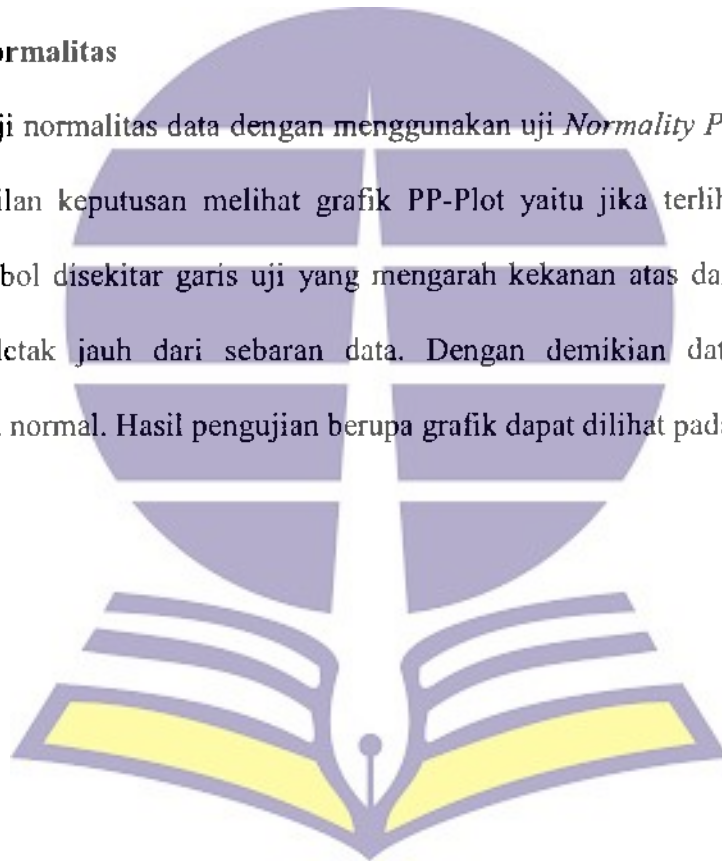 ormalitas
ji normalitas data dengan menggunakan uji Normality P
ilan keputusan melihat grafik PP-Plot yaitu jika terlih
bol disekitar garis uji yang mengarah kekanan atas da
letak jauh dari sebaran data. Dengan demikian dat
normal. Hasil pengujian berupa grafik dapat dilihat pada